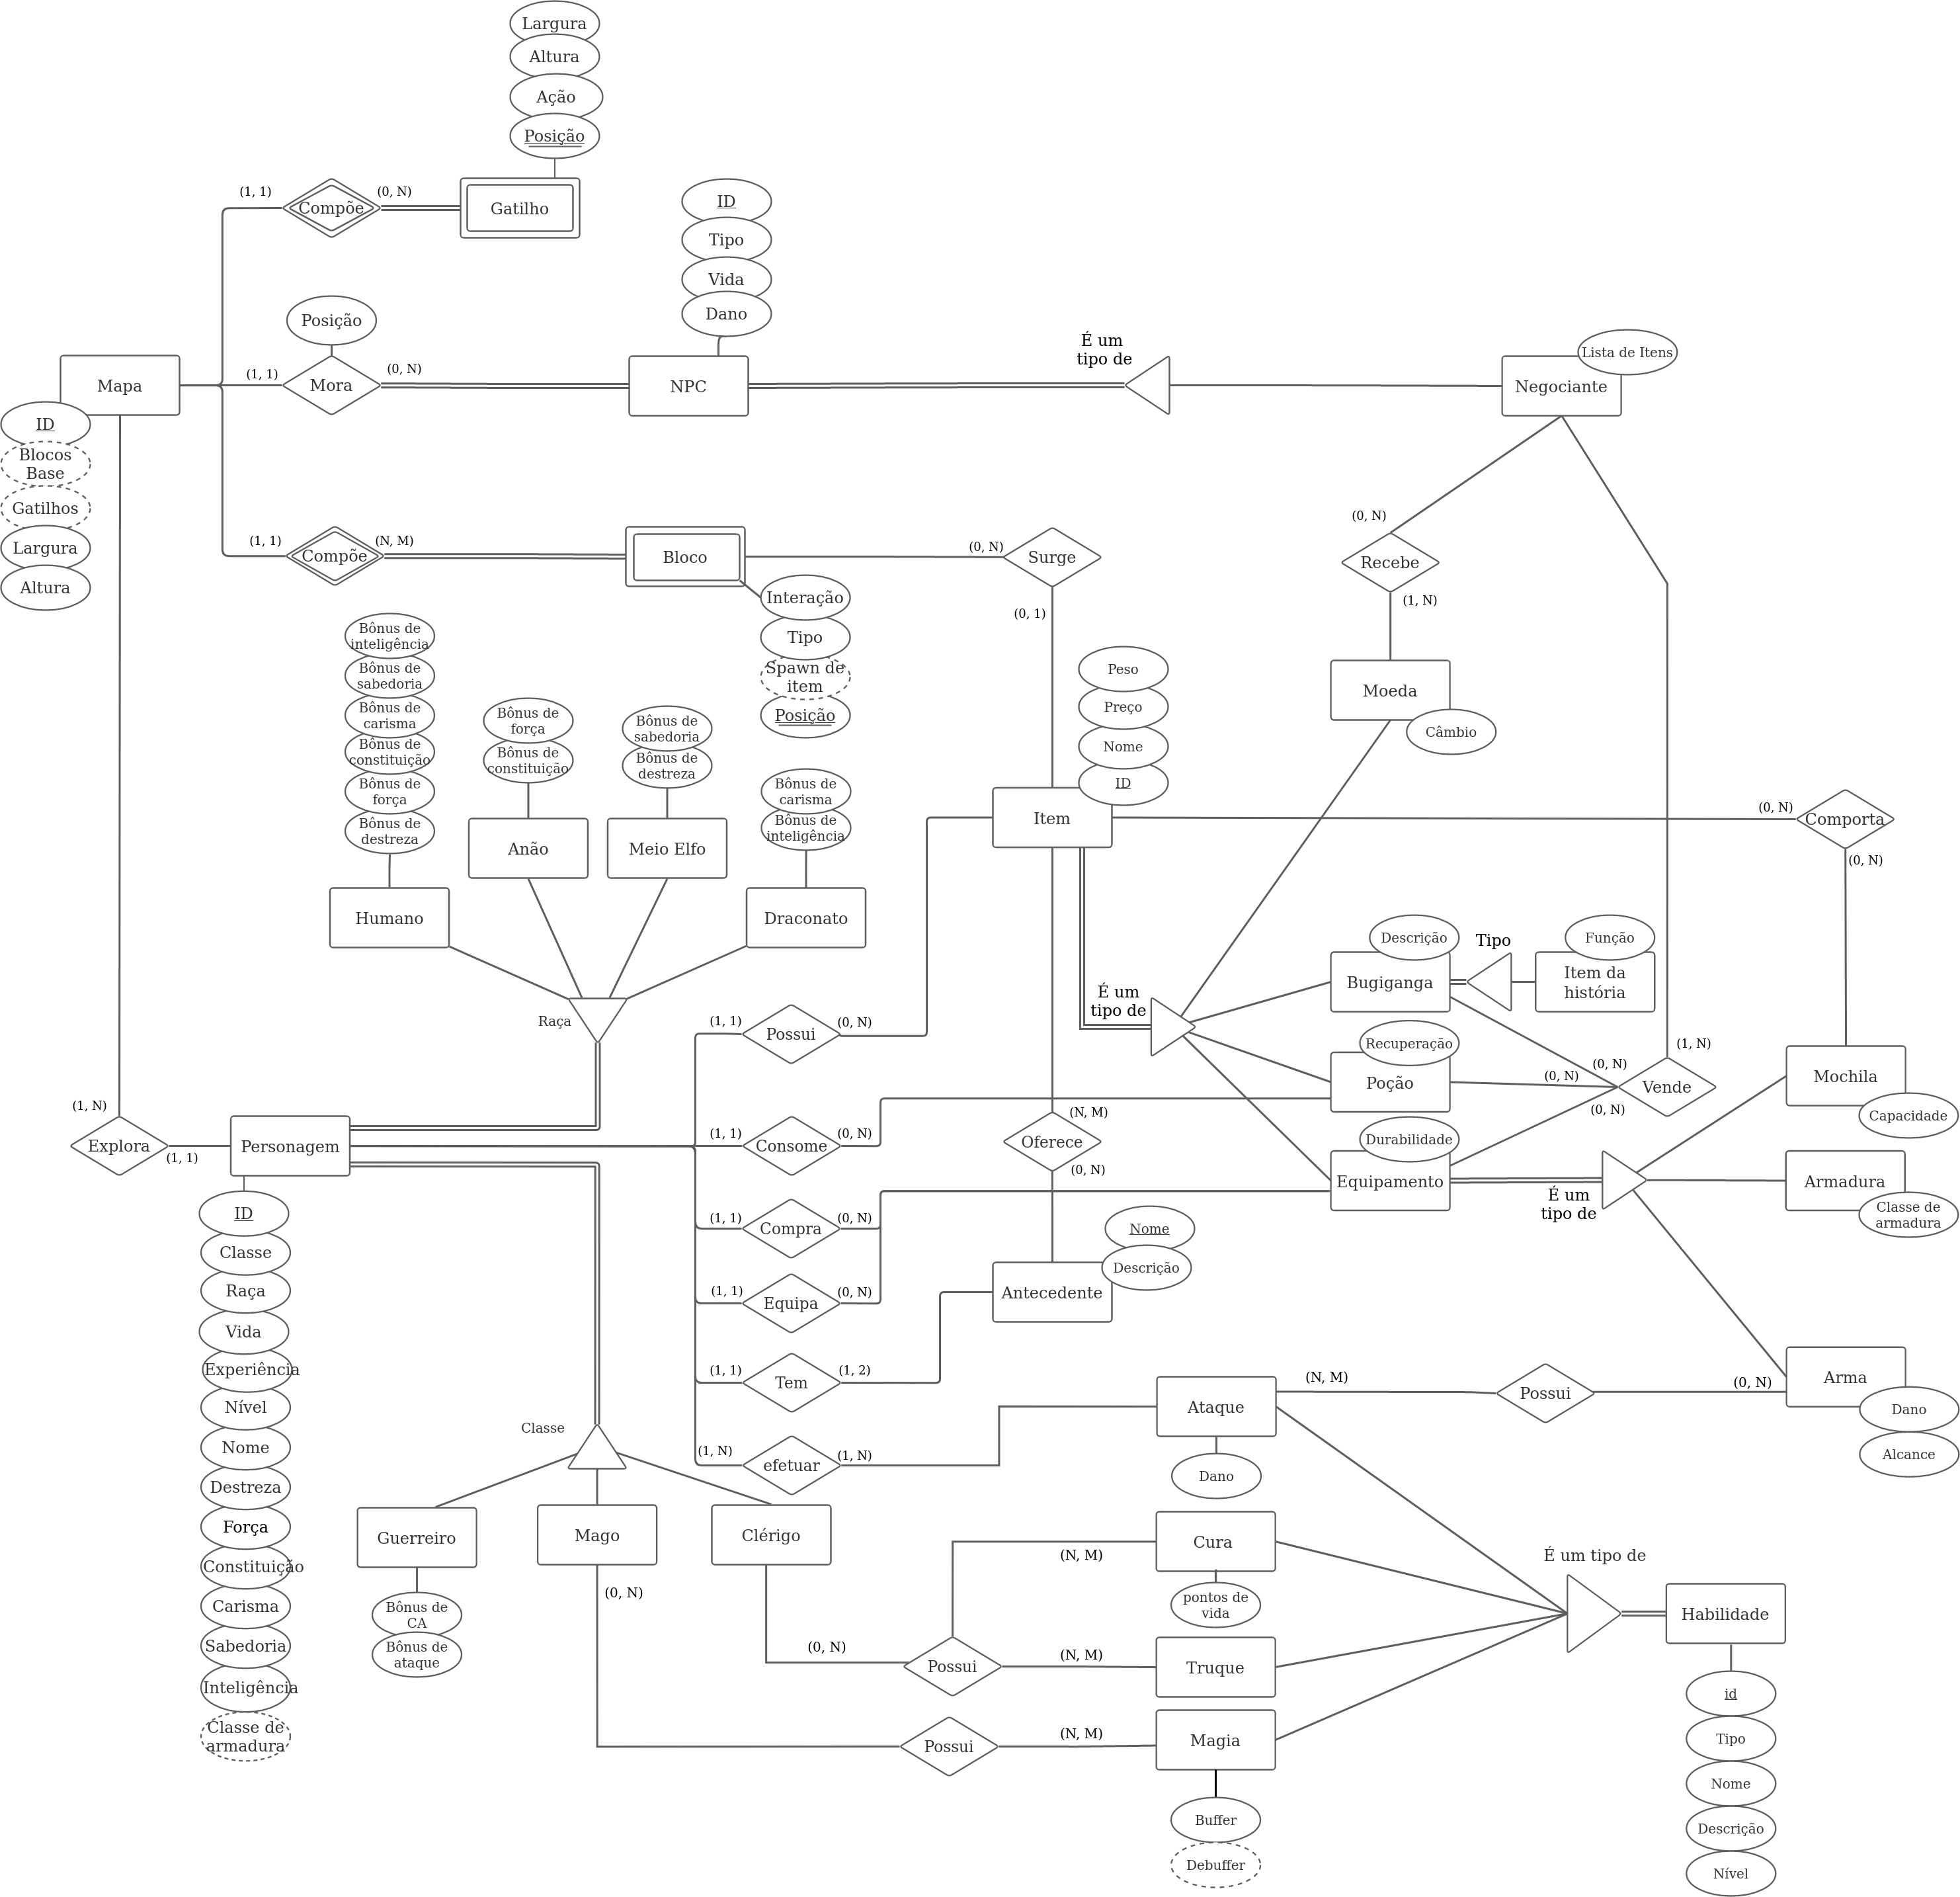 Largura
Altura
Ação
Posição
(1, 1)
Compõe
(0, N)
Gatilho
ID
Tipo
Vida
Dano
Posição
Mapa
(1, 1)
Mora
(0, N)
NPC
É um
tipo de
Negociante
Lista de Itens
ID
Blocos
Base
Gatilhos
Largura
Altura
(1, 1)
Compõe
(N, M)
Bloco
(0, N)
Surge
(0, 1)
Interação
Tipo
Spawn de
item
Posição
(0, N)
Recebe
(1, N)
Moeda
Câmbio
Bônus de
inteligência
Bônus de
sabedoria
Bônus de
carisma
Bônus de
constituição
Bônus de
força
Bônus de
destreza
Humano
Bônus de
força
Bônus de
constituição
Anão
Bônus de
sabedoria
Bônus de
destreza
Meio Elfo
Bônus de
carisma
Bônus de
inteligência
Draconato
Raça
Peso
Preço
Nome
ID
Item
(0, N)
Comporta
(0, N)
É um
tipo de
Descrição
Bugiganga
Tipo
Função
Item da
história
Recuperação
Poção
Durabilidade
Equipamento
(0, N)
(0, N)
(0, N)
(1, N)
Vende
Mochila
Capacidade
É um
tipo de
Armadura
Classe de
armadura
Arma
Dano
Alcance
(1, N)
Explora
(1, 1)
Personagem
(1, 1)
Possui
(0, N)
(1, 1)
Consome
(0, N)
(1, 1)
Compra
(0, N)
(1, 1)
Equipa
(0, N)
(1, 1)
Tem
(1, 2)
(1, N)
efetuar
(1, N)
(N, M)
Oferece
(0, N)
Nome
Descrição
Antecedente
ID
Classe
Raça
Vida
Experiência
Nível
Nome
Destreza
Força
Constituição
Carisma
Sabedoria
Inteligência
Classe de
armadura
Classe
Guerreiro
Bônus de
CA
Bônus de
ataque
Mago
(0, N)
Clérigo
(0, N)
Possui
(N, M)
(N, M)
Possui
(N, M)
Ataque
Dano
(N, M)
Possui
(0, N)
Cura
pontos de
vida
Truque
Magia
Buffer
Debuffer
É um tipo de
Habilidade
id
Tipo
Nome
Descrição
Nível